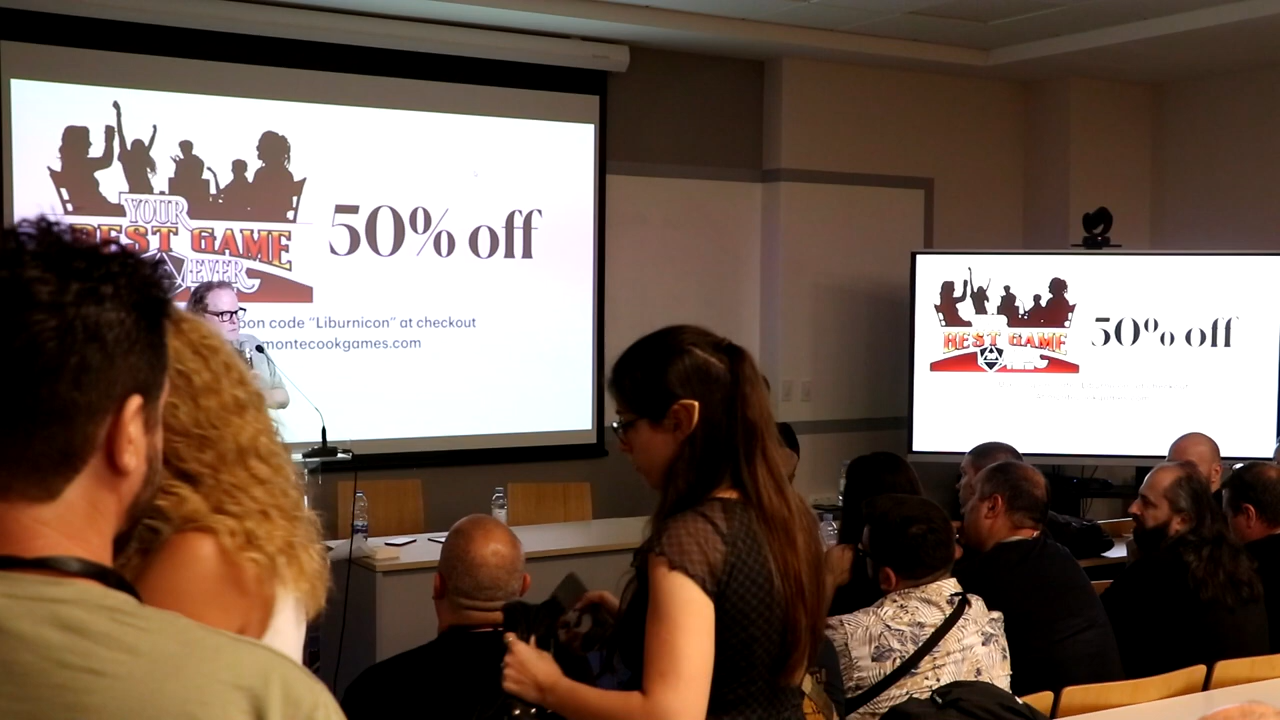 YOUR
BEST GAME
EVER
50% off
pon code “Liburnicon” at checkout
montecookgames.com
BEST GAME
50% off